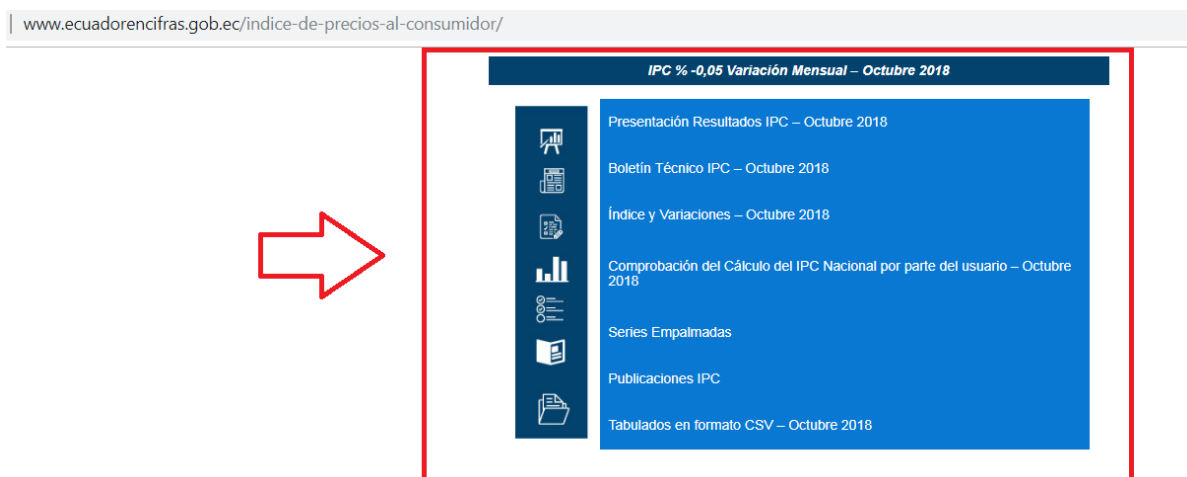 www.ecuadorencifras.gob.ec/indice-de-precios-al-consumidor/
IPC % -0,05 Variación Mensual – Octubre 2018
Presentación Resultados IPC – Octubre 2018
Boletín Técnico IPC – Octubre 2018
Índice y Variaciones – Octubre 2018
Comprobación del Cálculo del IPC Nacional por parte del usuario – Octubre
2018
Series Empalmadas
Publicaciones IPC
Tabulados en formato CSV – Octubre 2018